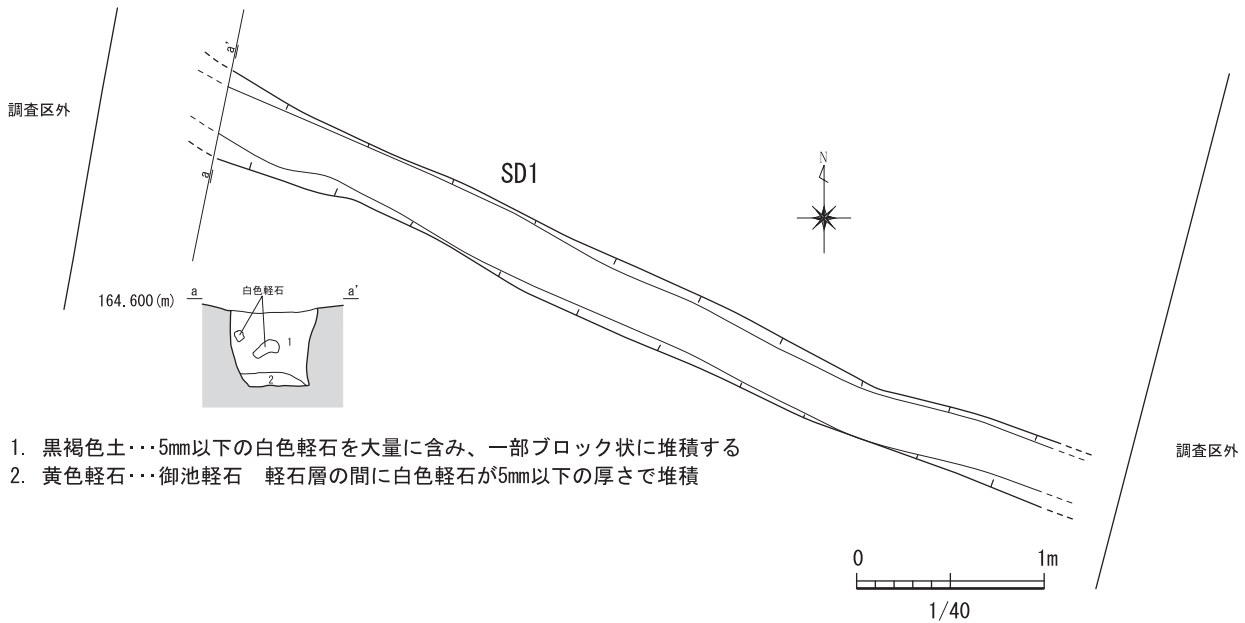 調査区外
a'
a
SD1
N
164.600(m)
a
白色軽石
a'
1
2
1. 黒褐色土・・・5mm以下の白色軽石を大量に含み、一部ブロック状に堆積する
2. 黄色軽石・・・御池軽石　軽石層の間に白色軽石が5mm以下の厚さで堆積
調査区外
0
1m
1/40